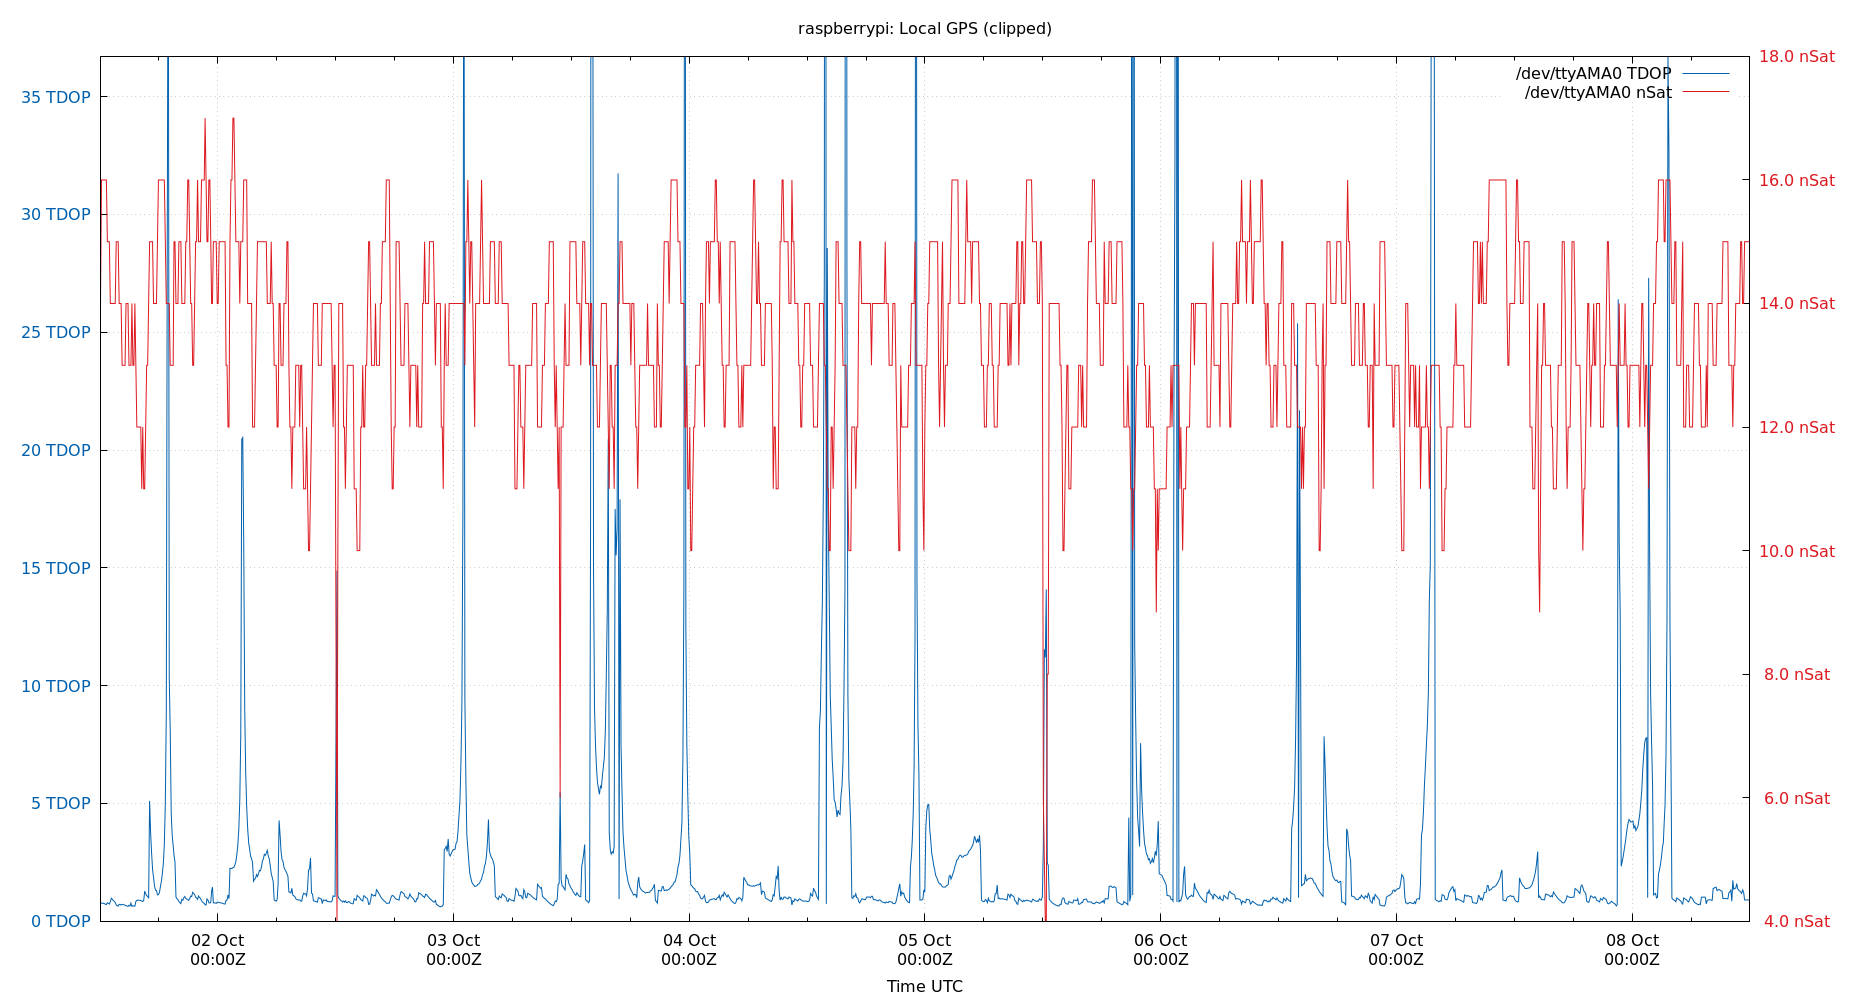 raspberrypi: Local GPS (clipped)
18.0 nSat
/dev/ttyAMA0 TDOP
/dev/ttyAMA0 nSat
35 TDOP
16.0 nSat
30 TDOP
14.0 nSat
25 TDOP
12.0 nSat
20 TDOP
10.0 nSat
15 TDOP
10 TDOP
8.0 nSat
5 TDOP
6.0 nSat
0 TDOP
4.0 nSat
02 Oct
00:00Z
03 Oct
00:00Z
04 Oct
00:00Z
05 Oct
00:00Z
06 Oct
00:00Z
07 Oct
00:00Z
08 Oct
00:00Z
Time UTC